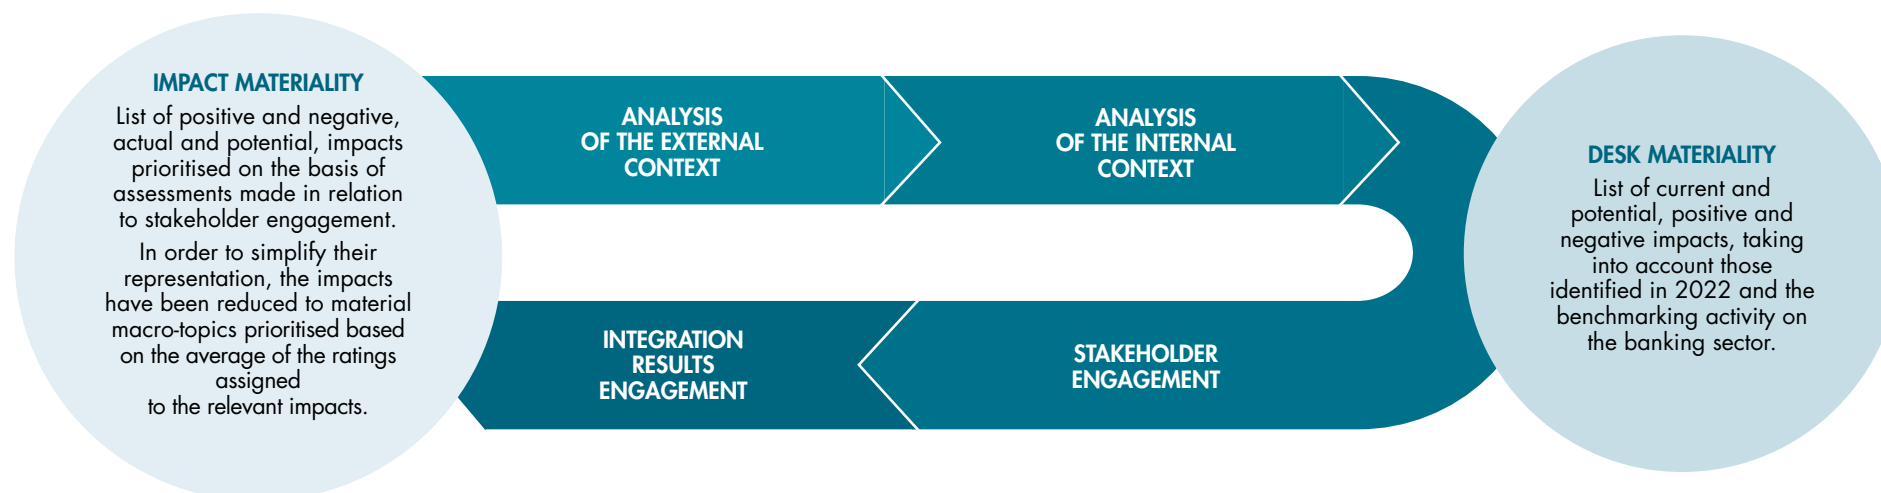 IMPACT MATERIALITY
List of positive and negative,
actual and potential, impacts
prioritised on the basis of
assessments made in relation
to stakeholder engagement.
In order to simplify their
representation, the impacts
have been reduced to material
macro-topics prioritised based
on the average of the ratings
assigned
to the relevant impacts.
ANALYSIS
OF THE EXTERNAL
CONTEXT
ANALYSIS
OF THE INTERNAL
CONTEXT
DESK MATERIALITY
List of current and
potential, positive and
negative impacts, taking
into account those
identified in 2022 and the
benchmarking activity on
the banking sector.
STAKEHOLDER
ENGAGEMENT
INTEGRATION
RESULTS
ENGAGEMENT